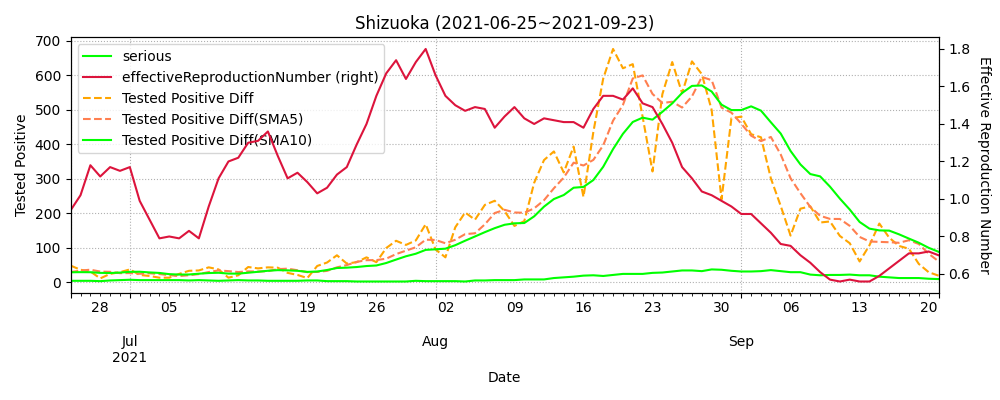 Shizuoka (2021-06-25~2021-09-23)
serious
effectiveReproductionNumber (right)
Tested Positive Diff
Tested Positive Diff(SMA5)
Tested Positive Diff(SMA10)
Tested Positive
700
600
500
400
300
200
100
0
1.8
1.6
1.4
1.2
1.0
0.8
0.6
Effective Reproduction Number
28 05 12 19 26 02 09 16 23 30 06 13 20
Jul Aug Sep
2021
Date